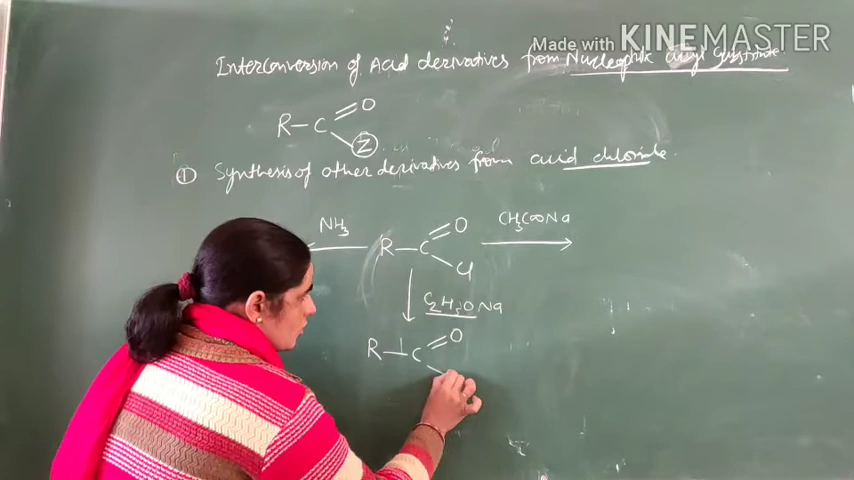 Made with KINEMASTER
Interconversion of Acid derivatives from Nucleophilic acyl
R-C=O
Z
① Synthesis of other derivatives from acid chloride.
NH3 R-C=O CH3COONa
Cl
C2H5ONa
R-C=O